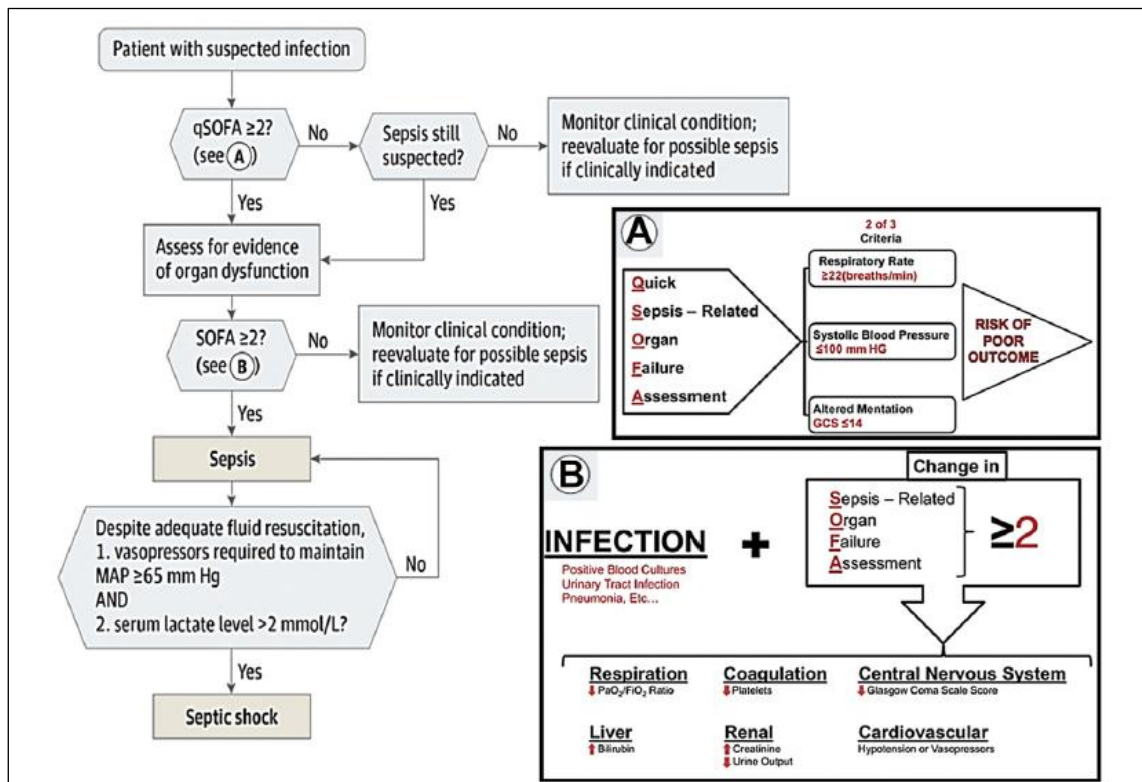 Patient with suspected infection
qSOFA ≥2?
(see A)
No
Sepsis still
suspected?
No
Monitor clinical condition;
reevaluate for possible sepsis
if clinically indicated
Yes
Yes
Assess for evidence
of organ dysfunction
SOFA ≥2?
(see B)
No
Monitor clinical condition;
reevaluate for possible sepsis
if clinically indicated
Yes
Sepsis
Despite adequate fluid resuscitation,
1. vasopressors required to maintain
MAP ≥65 mm Hg
AND
2. serum lactate level >2 mmol/L?
No
Yes
Septic shock
A
Quick
Sepsis – Related
Organ
Failure
Assessment
2 of 3
Criteria
Respiratory Rate
≥22(breaths/min)
Systolic Blood Pressure
≤100 mm HG
Altered Mentation
GCS ≤14
RISK OF
POOR
OUTCOME
B
INFECTION
Positive Blood Cultures
Urinary Tract Infection
Pneumonia, Etc...
+
Change in
Sepsis – Related
Organ
Failure
Assessment
≥2
Respiration
PaO₂/FiO₂ Ratio
Coagulation
Platelets
Central Nervous System
Glasgow Coma Scale Score
Liver
Bilirubin
Renal
Creatinine
Urine Output
Cardiovascular
Hypotension or Vasopressors